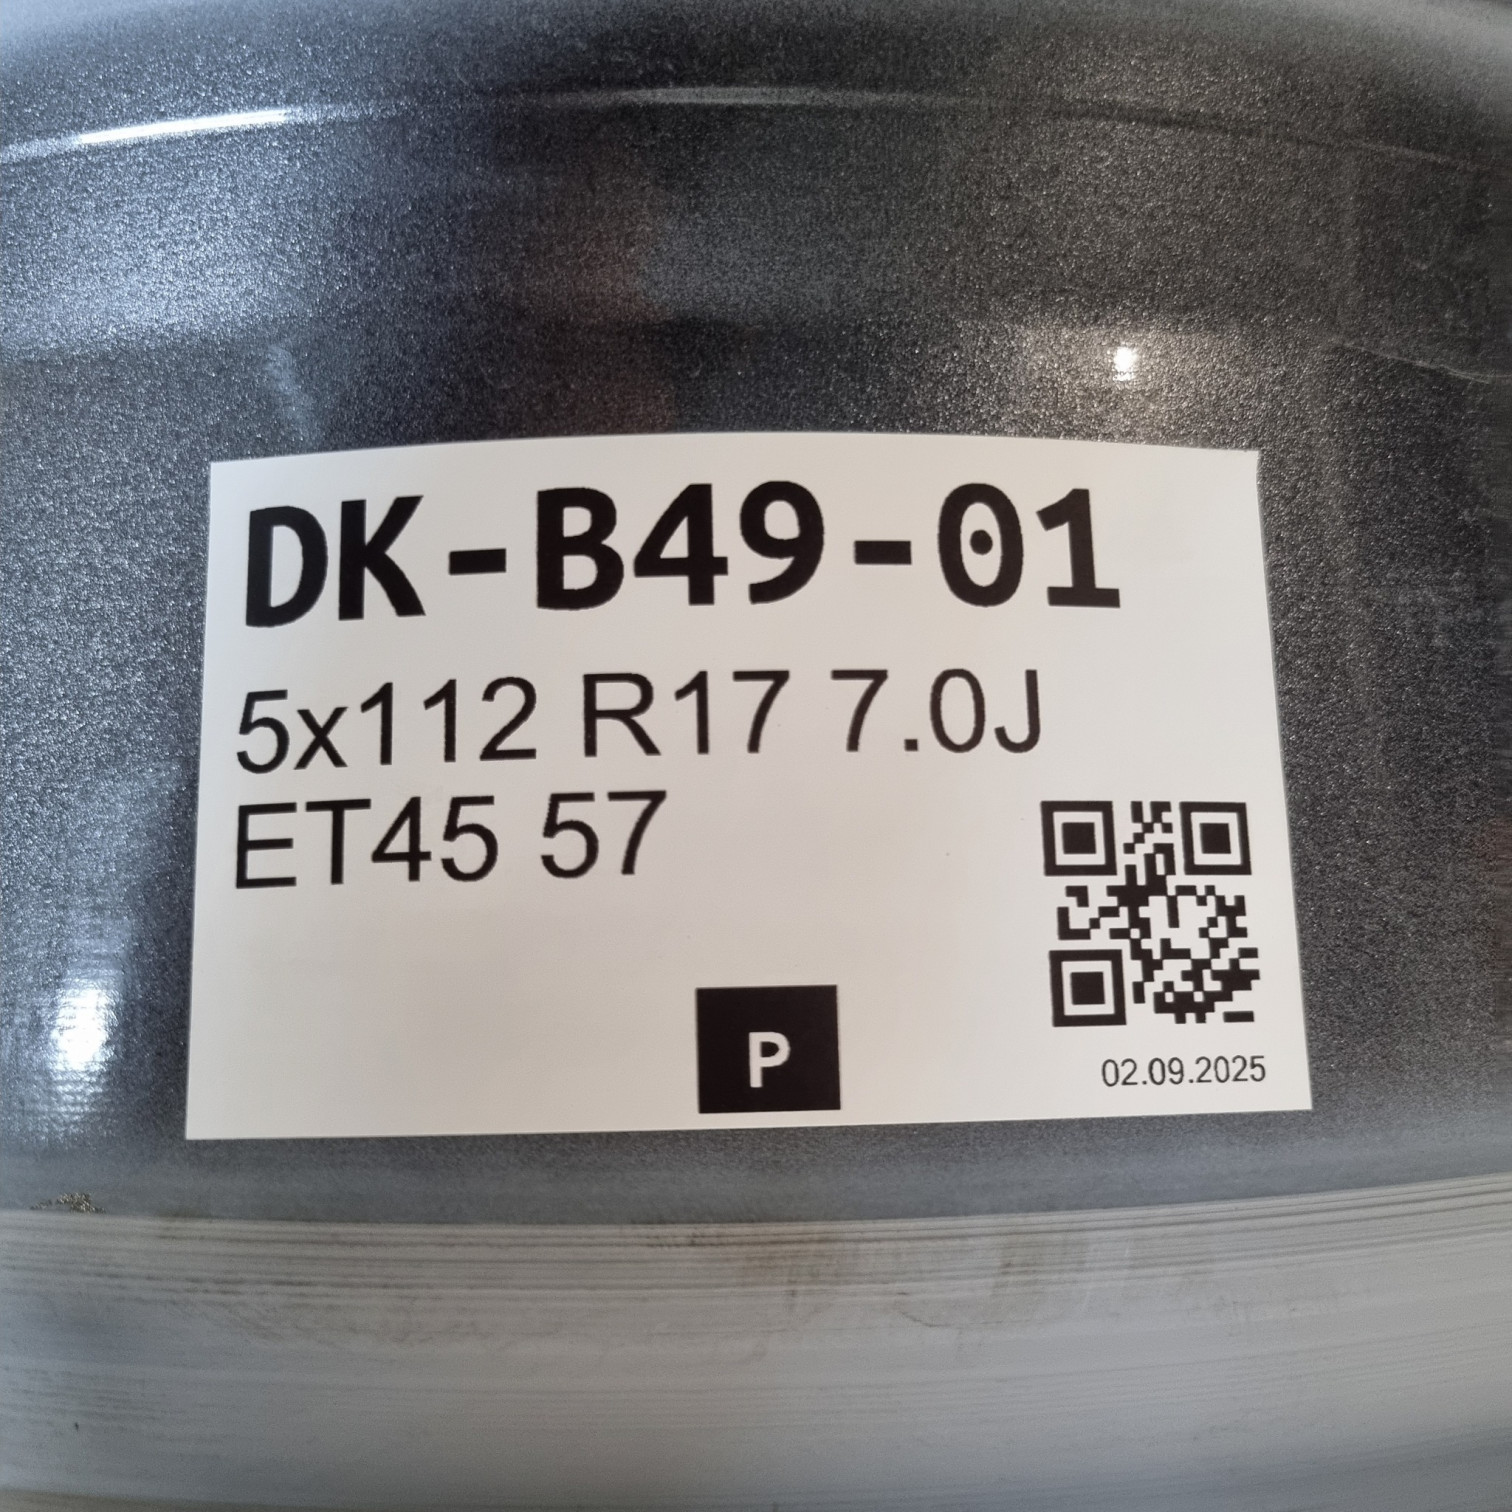 DK-B49-01
5x112 R17 7.0J
ET45 57
P
02.09.2025